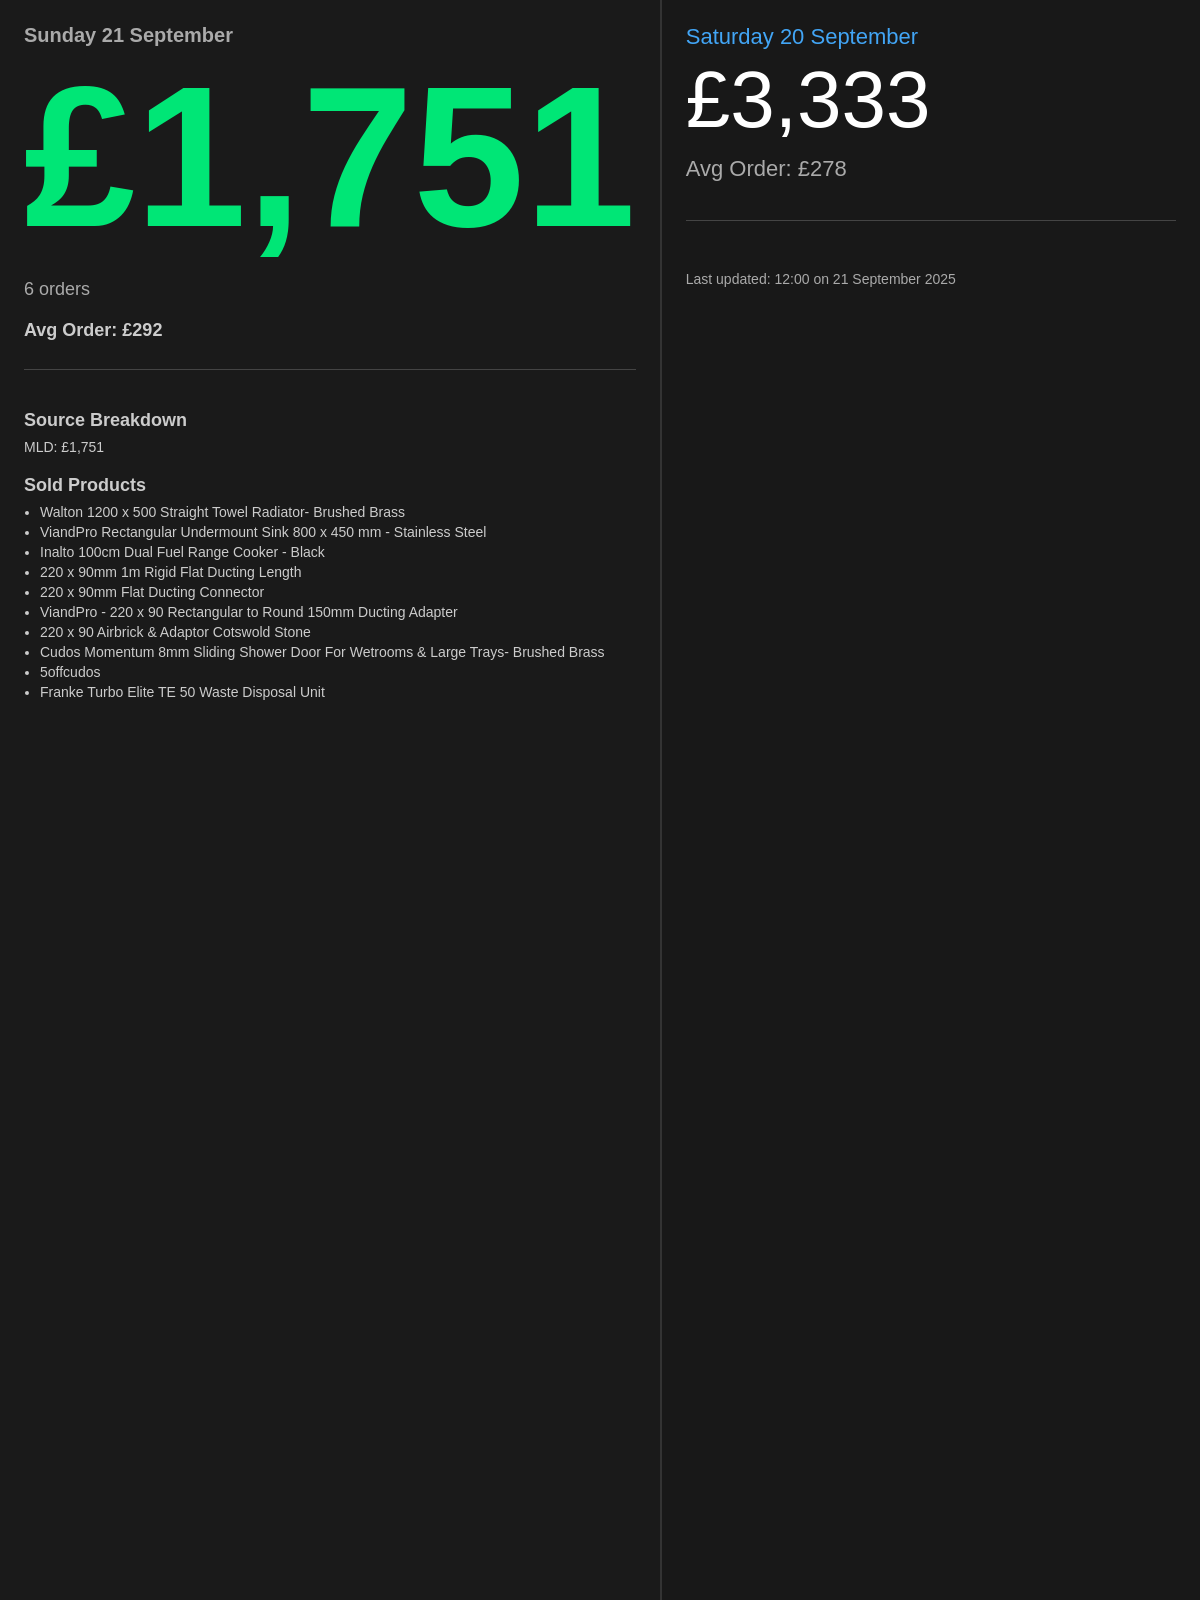 Sunday 21 September
£1,751
6 orders
Avg Order: £292
Source Breakdown
MLD: £1,751
Sold Products
• Walton 1200 x 500 Straight Towel Radiator- Brushed Brass
• ViandPro Rectangular Undermount Sink 800 x 450 mm - Stainless Steel
• Inalto 100cm Dual Fuel Range Cooker - Black
• 220 x 90mm 1m Rigid Flat Ducting Length
• 220 x 90mm Flat Ducting Connector
• ViandPro - 220 x 90 Rectangular to Round 150mm Ducting Adapter
• 220 x 90 Airbrick & Adaptor Cotswold Stone
• Cudos Momentum 8mm Sliding Shower Door For Wetrooms & Large Trays- Brushed Brass
• 5offcudos
• Franke Turbo Elite TE 50 Waste Disposal Unit
Saturday 20 September
£3,333
Avg Order: £278
Last updated: 12:00 on 21 September 2025